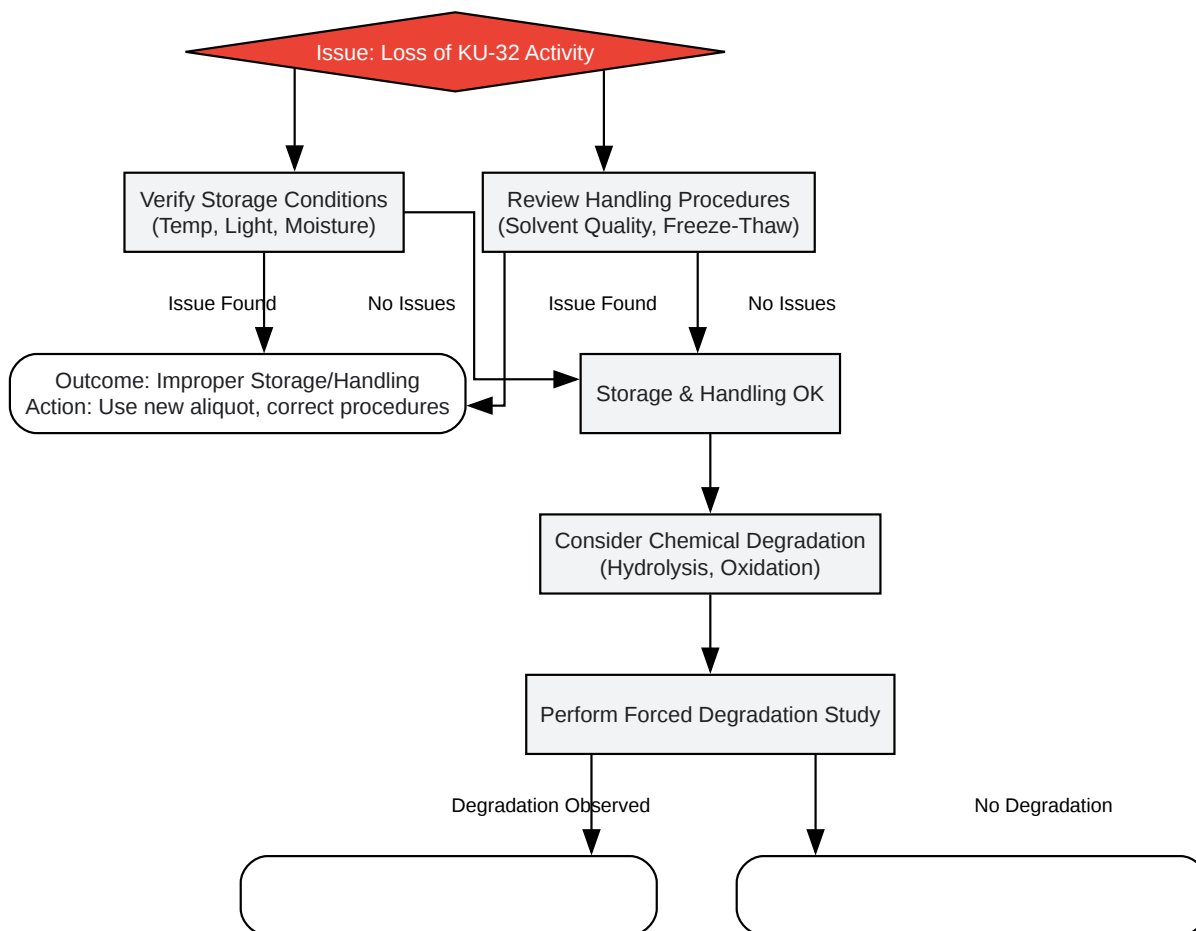 Issue: Loss of KU-32 Activity
Verify Storage Conditions
(Temp, Light, Moisture)
Review Handling Procedures
(Solvent Quality, Freeze-Thaw)
Issue Found
No Issues
Issue Found
No Issues
Outcome: Improper Storage/Handling
Action: Use new aliquot, correct procedures
Storage & Handling OK
Consider Chemical Degradation
(Hydrolysis, Oxidation)
Perform Forced Degradation Study
Degradation Observed
No Degradation